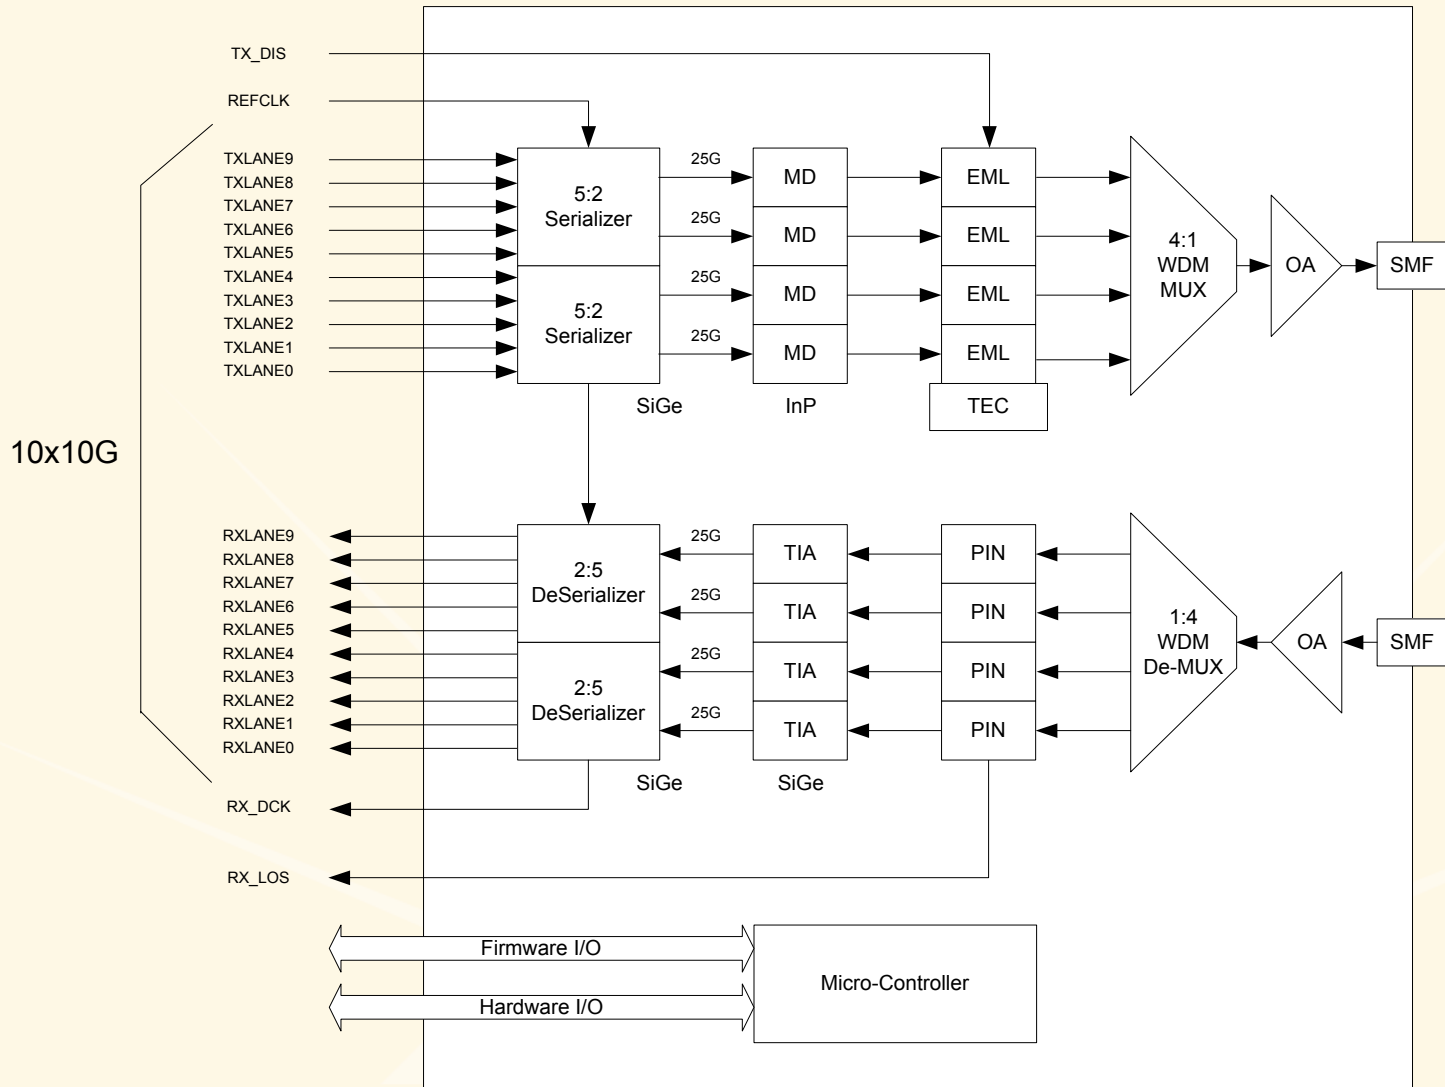 TX_DIS
REFCLK
TXLANE9
TXLANE8
TXLANE7
TXLANE6
TXLANE5
TXLANE4
TXLANE3
TXLANE2
TXLANE1
TXLANE0
10x10G
5:2
Serializer
5:2
Serializer
SiGe
25G
25G
25G
25G
MD
MD
MD
MD
InP
EML
EML
EML
EML
TEC
4:1
WDM
MUX
OA
SMF
RXLANE9
RXLANE8
RXLANE7
RXLANE6
RXLANE5
RXLANE4
RXLANE3
RXLANE2
RXLANE1
RXLANE0
RX_DCK
RX_LOS
2:5
DeSerializer
2:5
DeSerializer
SiGe
25G
25G
25G
25G
TIA
TIA
TIA
TIA
SiGe
PIN
PIN
PIN
PIN
1:4
WDM
De-MUX
OA
SMF
Firmware I/O
Hardware I/O
Micro-Controller